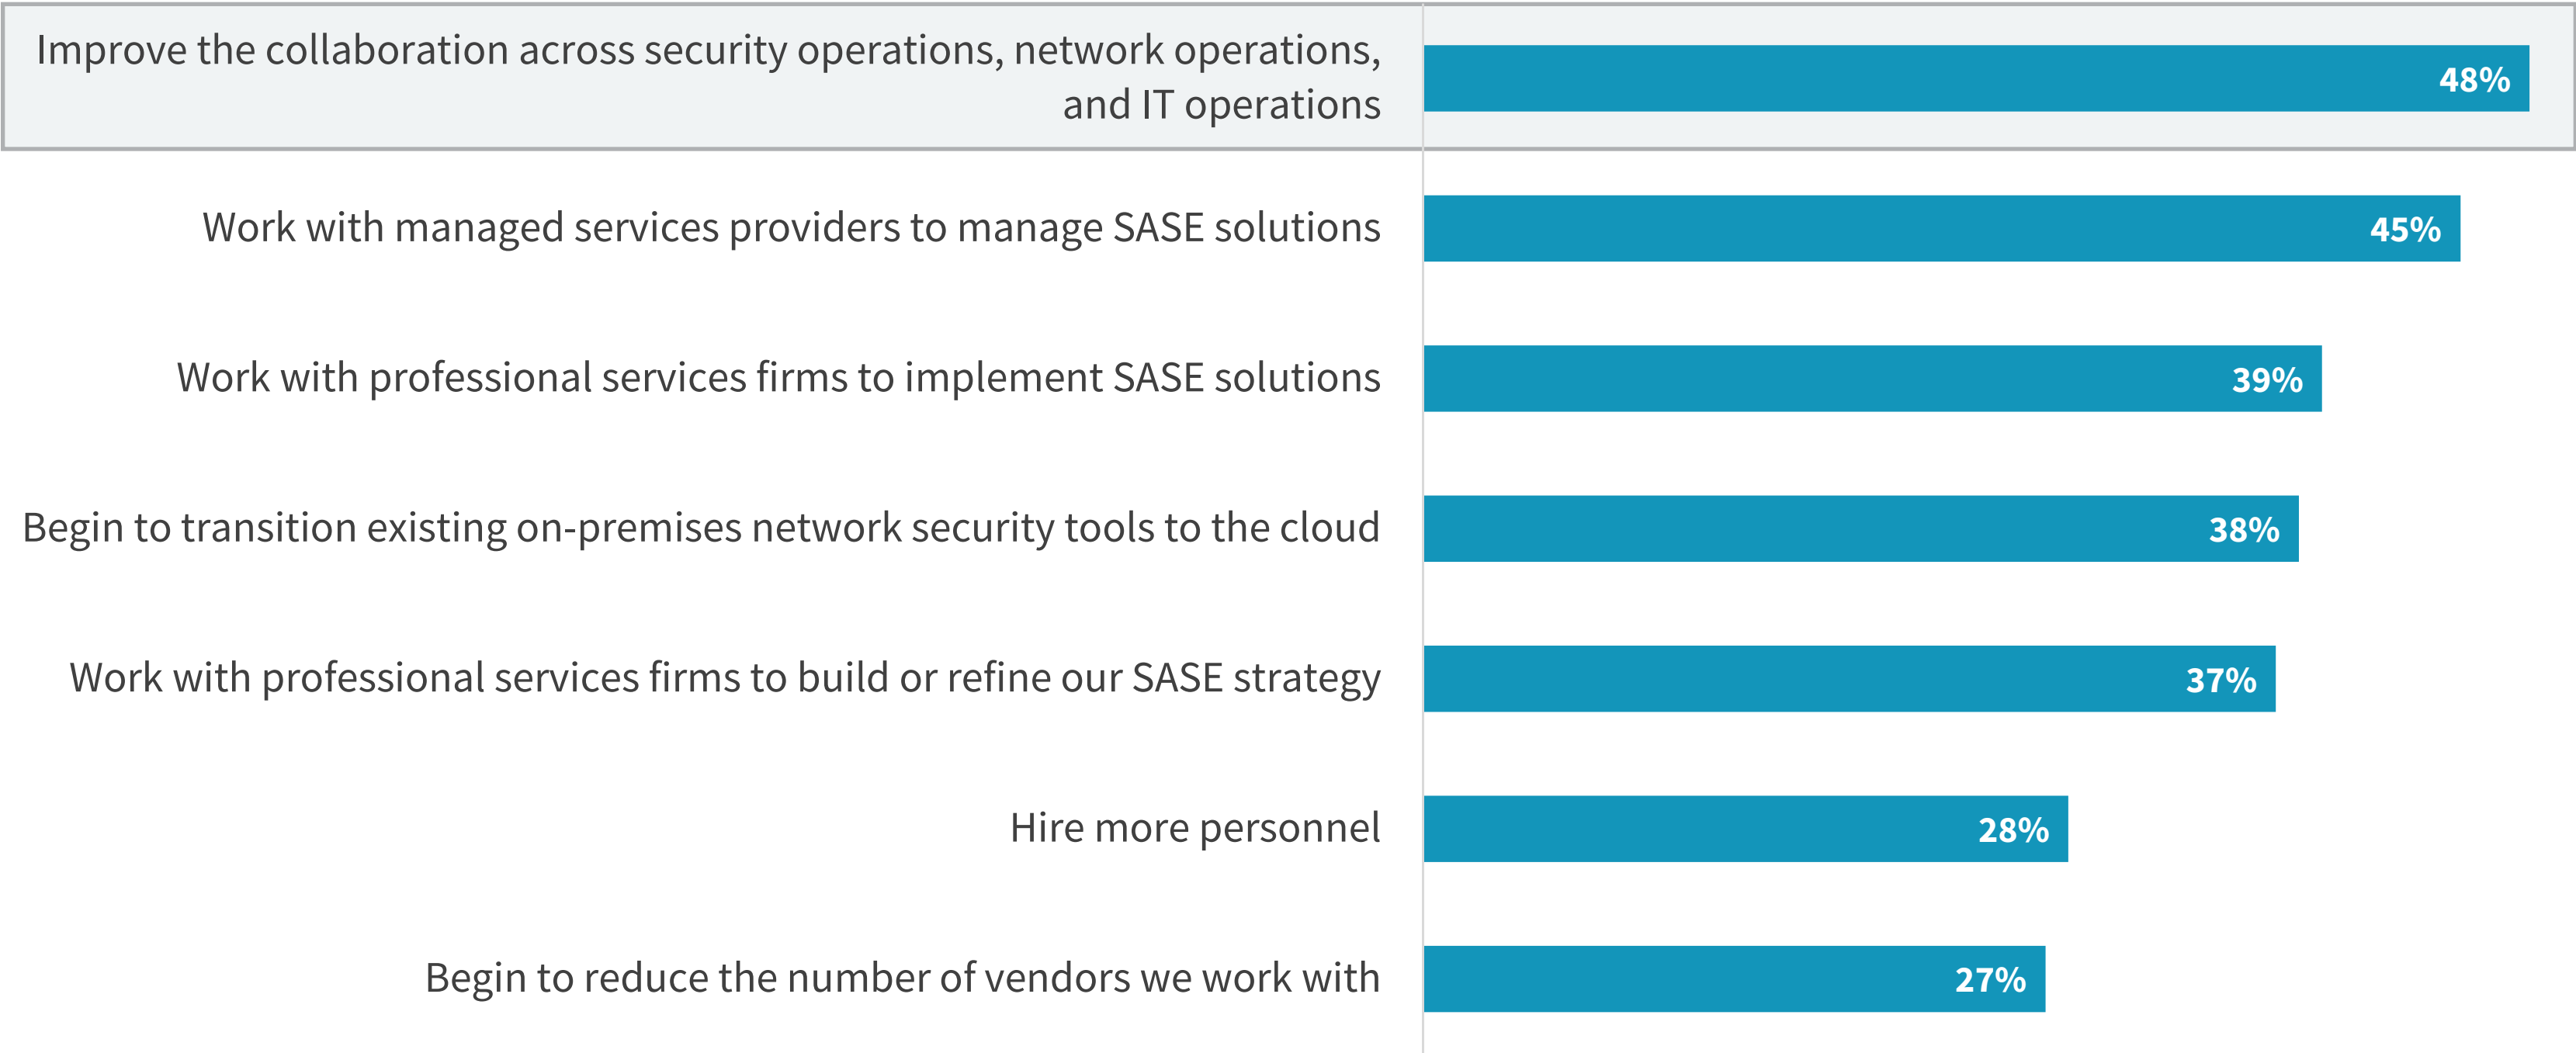 Improve the collaboration across security operations, network operations,
and IT operations
48%
Work with managed services providers to manage SASE solutions
45%
Work with professional services firms to implement SASE solutions
39%
Begin to transition existing on-premises network security tools to the cloud
38%
Work with professional services firms to build or refine our SASE strategy
37%
Hire more personnel
28%
Begin to reduce the number of vendors we work with
27%